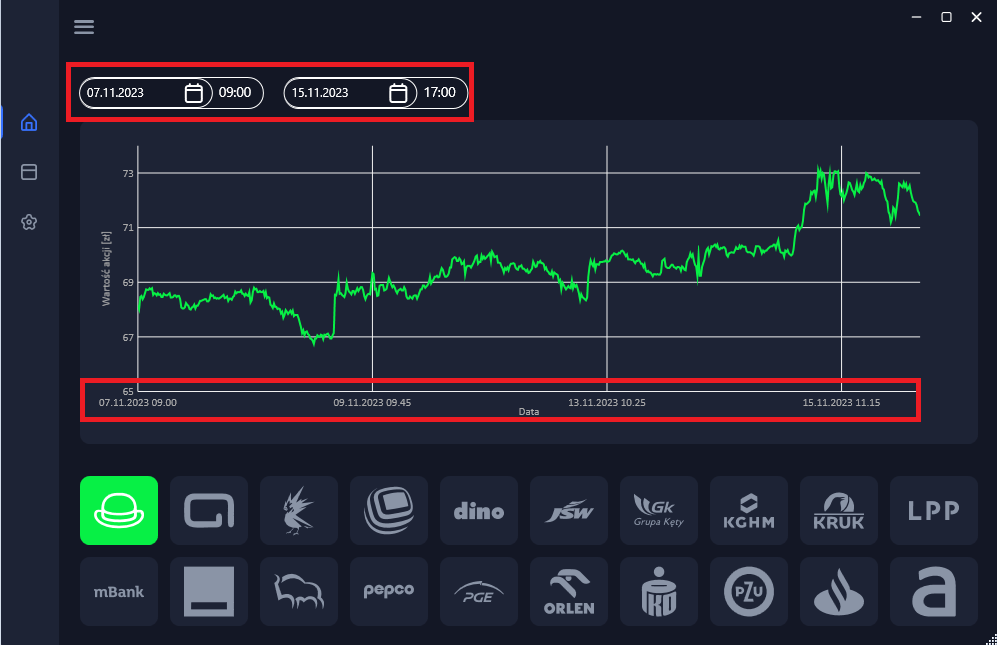 07.11.2023 09:00 15.11.2023 17:00
73
71
69
67
65
Wartość akcji [zł]
07.11.2023 09.00 09.11.2023 09.45 13.11.2023 10.25 15.11.2023 11.15
Data
dino JSW Gk KGHM KRUK LPP
Grupa Kęty
mBank pepco PGE ORLEN PKO PZU a